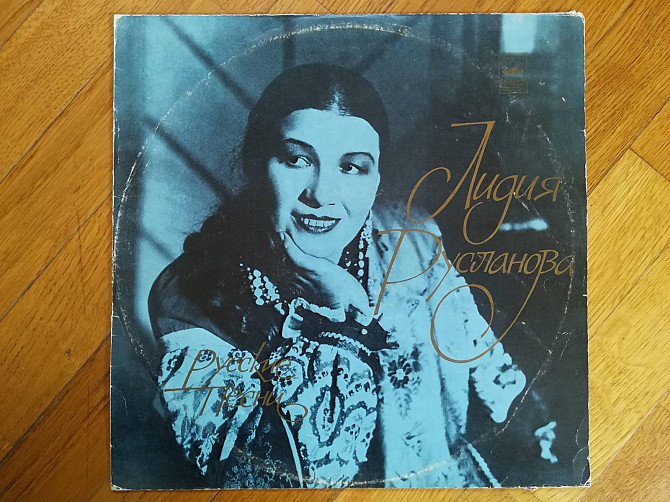 Лидия
Русланова
Русские
Песни